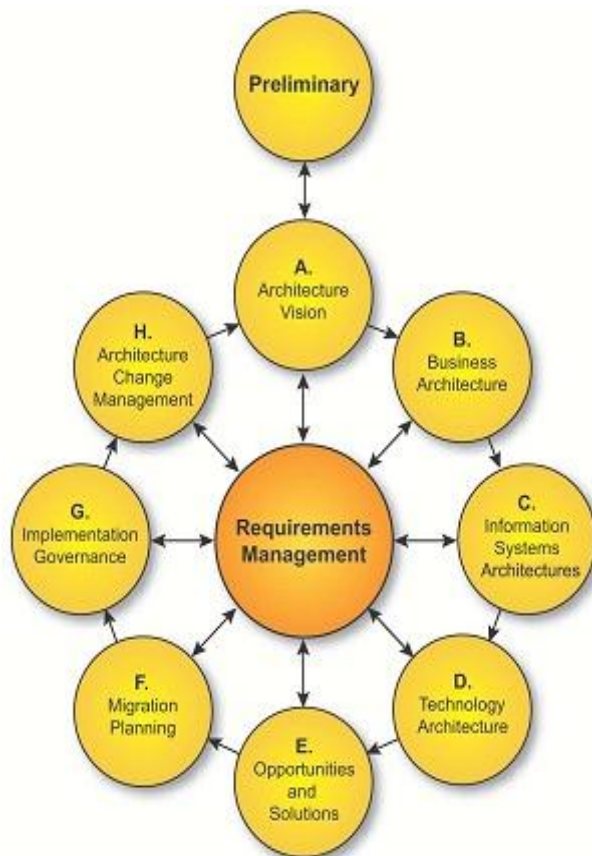 Preliminary
A.
Architecture
Vision
B.
Business
Architecture
C.
Information
Systems
Architectures
D.
Technology
Architecture
E.
Opportunities
and
Solutions
F.
Migration
Planning
G.
Implementation
Governance
H.
Architecture
Change
Management
Requirements
Management